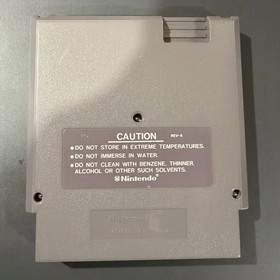 CAUTION REV-A
•DO NOT STORE IN EXTREME TEMPERATURES.
•DO NOT IMMERSE IN WATER.
•DO NOT CLEAN WITH BENZENE, THINNER,
ALCOHOL OR OTHER SUCH SOLVENTS.
Nintendo